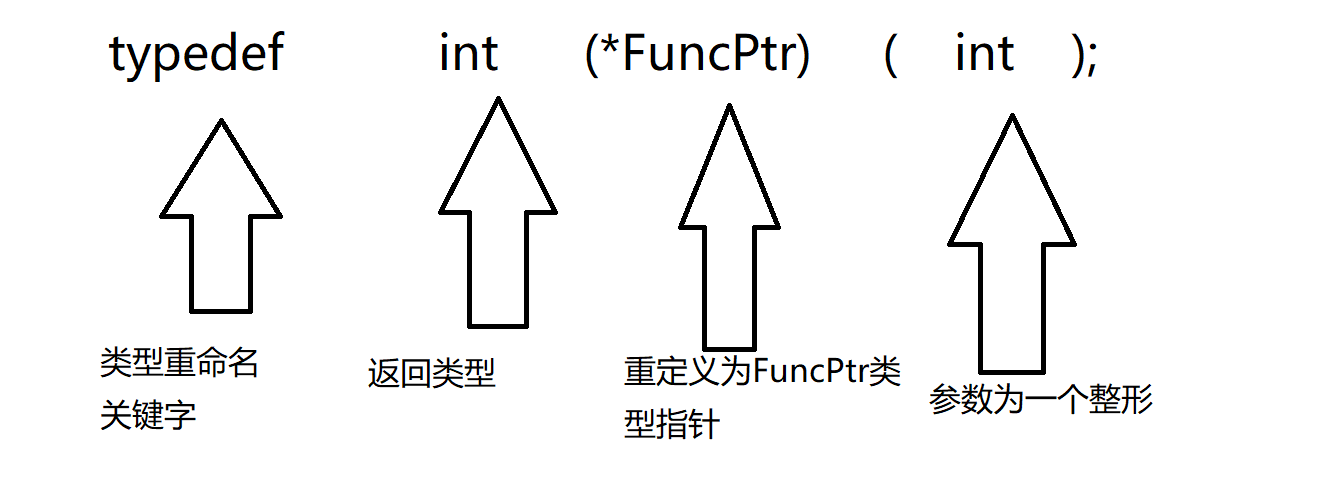 typedef int (*FuncPtr) ( int );
类型重命名
关键字
返回类型
重定义为FuncPtr类
型指针
参数为一个整形